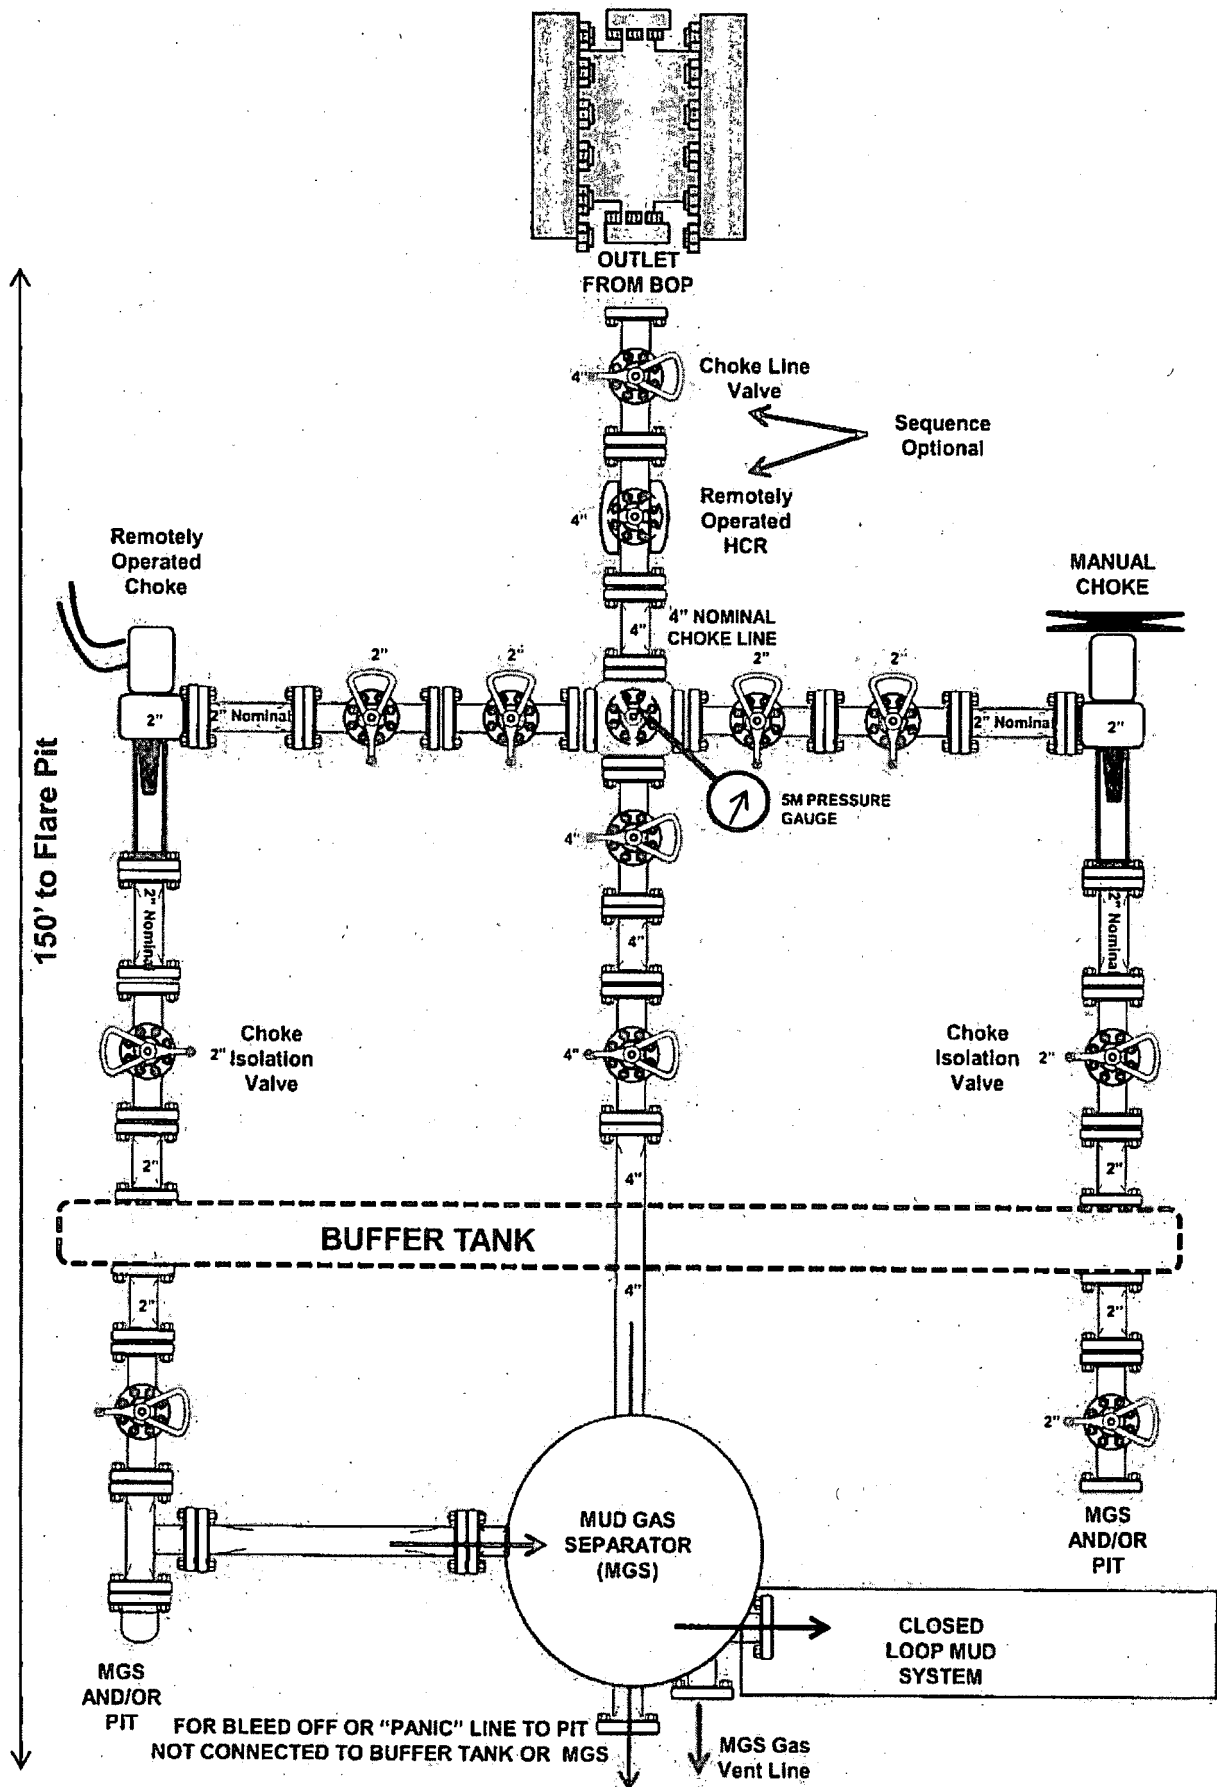 OUTLET
FROM BOP
4"
Choke Line
Valve
Sequence
Optional
4"
Remotely
Operated
HCR
Remotely
Operated
Choke
MANUAL
CHOKE
4"
4" NOMINAL
CHOKE LINE
2"
2"
2"
2"
2"
2" Nominal
2" Nominal
2"
5M PRESSURE
GAUGE
4"
150' to Flare Pit
2" Nominal
4"
2" Nominal
2"
Choke
Isolation
Valve
4"
Choke
Isolation
Valve
2"
2"
4"
2"
BUFFER TANK
2"
4"
2"
2"
MUD GAS
SEPARATOR
(MGS)
MGS
AND/OR
PIT
CLOSED
LOOP MUD
SYSTEM
MGS
AND/OR
PIT
FOR BLEED OFF OR "PANIC" LINE TO PIT
NOT CONNECTED TO BUFFER TANK OR MGS
MGS Gas
Vent Line